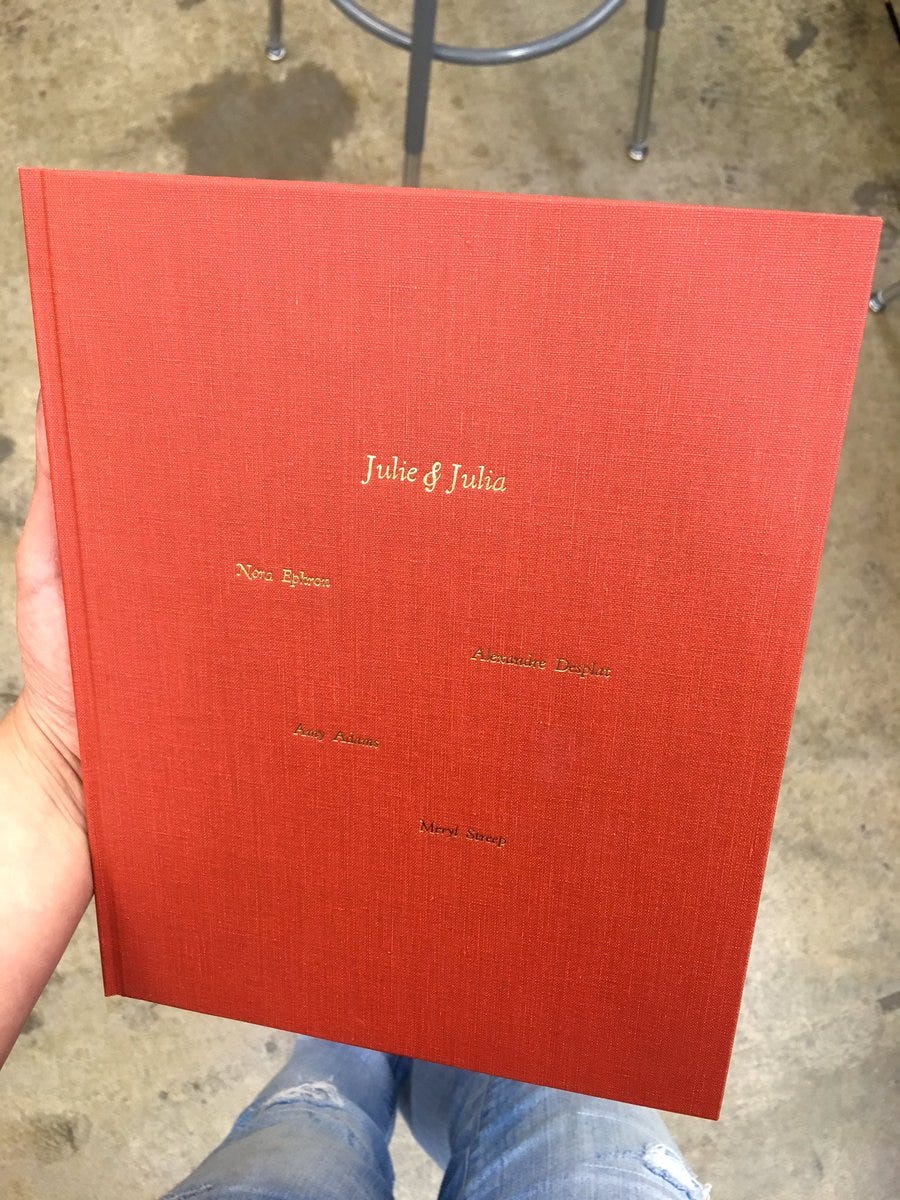 Julie & Julia
Nora Ephron
Alexandre Desplat
Amy Adams
Meryl Streep